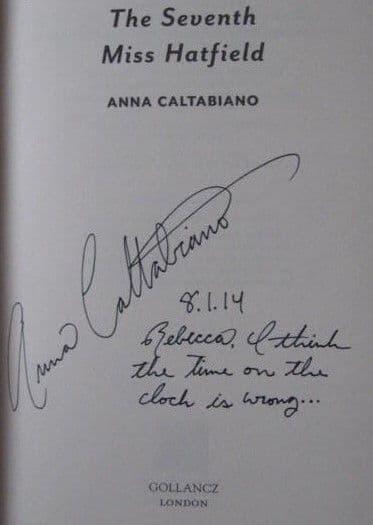 The Seventh
Miss Hatfield
ANNA CALTABIANO
Anna Caltabiano
8.1.14
Rebecca, I think
the time on the
clock is wrong...
GOLLANCZ
LONDON